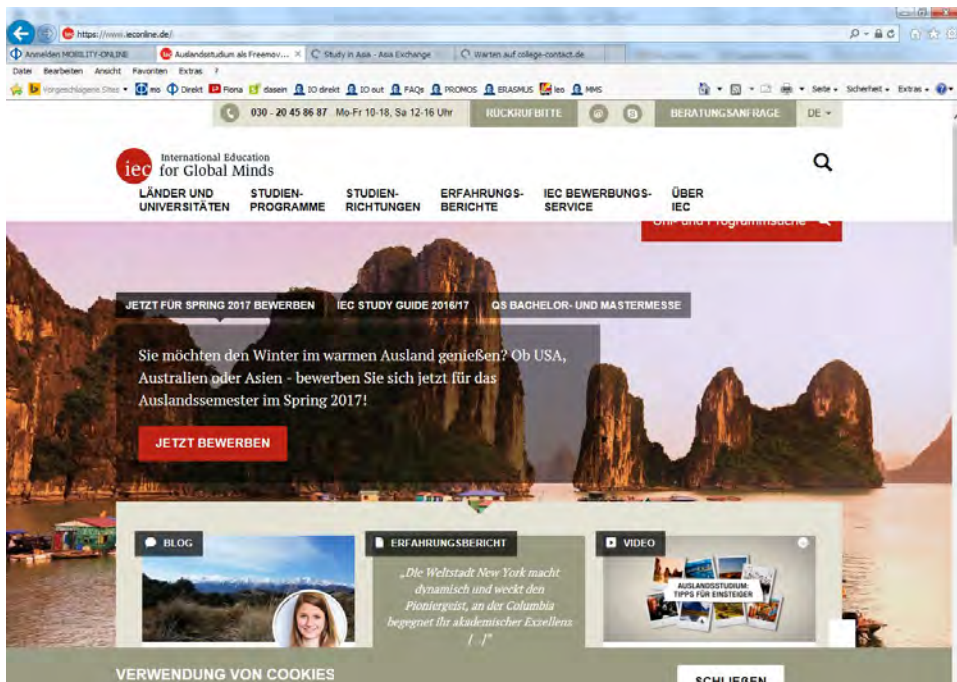 https://www.ieconline.de/
Anmelden MOBILITY-ONLINE
Auslandsstudium als Freemov... ×
Study in Asia - Asia Exchange
Warten auf college-contact.de
Datei Bearbeiten Ansicht Favoriten Extras ?
Vorgeschlagene Sites mo Direkt Fiona dasein IO direkt IO out IO FAQs PROMOS ERASMUS leo MMS Seite Sicherheit Extras
030 - 20 45 86 87 Mo-Fr 10-18, Sa 12-16 Uhr RÜCKRUFBITTE BERATUNGSANFRAGE DE
iec International Education
for Global Minds
LÄNDER UND
UNIVERSITÄTEN
STUDIEN-
PROGRAMME
STUDIEN-
RICHTUNGEN
ERFAHRUNGS-
BERICHTE
IEC BEWERBUNGS-
SERVICE
ÜBER
IEC
Uni- und Programmsuche
JETZT FÜR SPRING 2017 BEWERBEN IEC STUDY GUIDE 2016/17 QS BACHELOR- UND MASTERMESSE
Sie möchten den Winter im warmen Ausland genießen? Ob USA,
Australien oder Asien - bewerben Sie sich jetzt für das
Auslandssemester im Spring 2017!
JETZT BEWERBEN
BLOG
ERFAHRUNGSBERICHT
„Die Weltstadt New York macht
dynamisch und weckt den
Pioniergeist, an der Columbia
begegnet ihr akademischer Exzellenz
[...]"
VIDEO
AUSLANDSSTUDIUM:
TIPPS FÜR EINSTEIGER
VERWENDUNG VON COOKIES
SCHLIEßEN